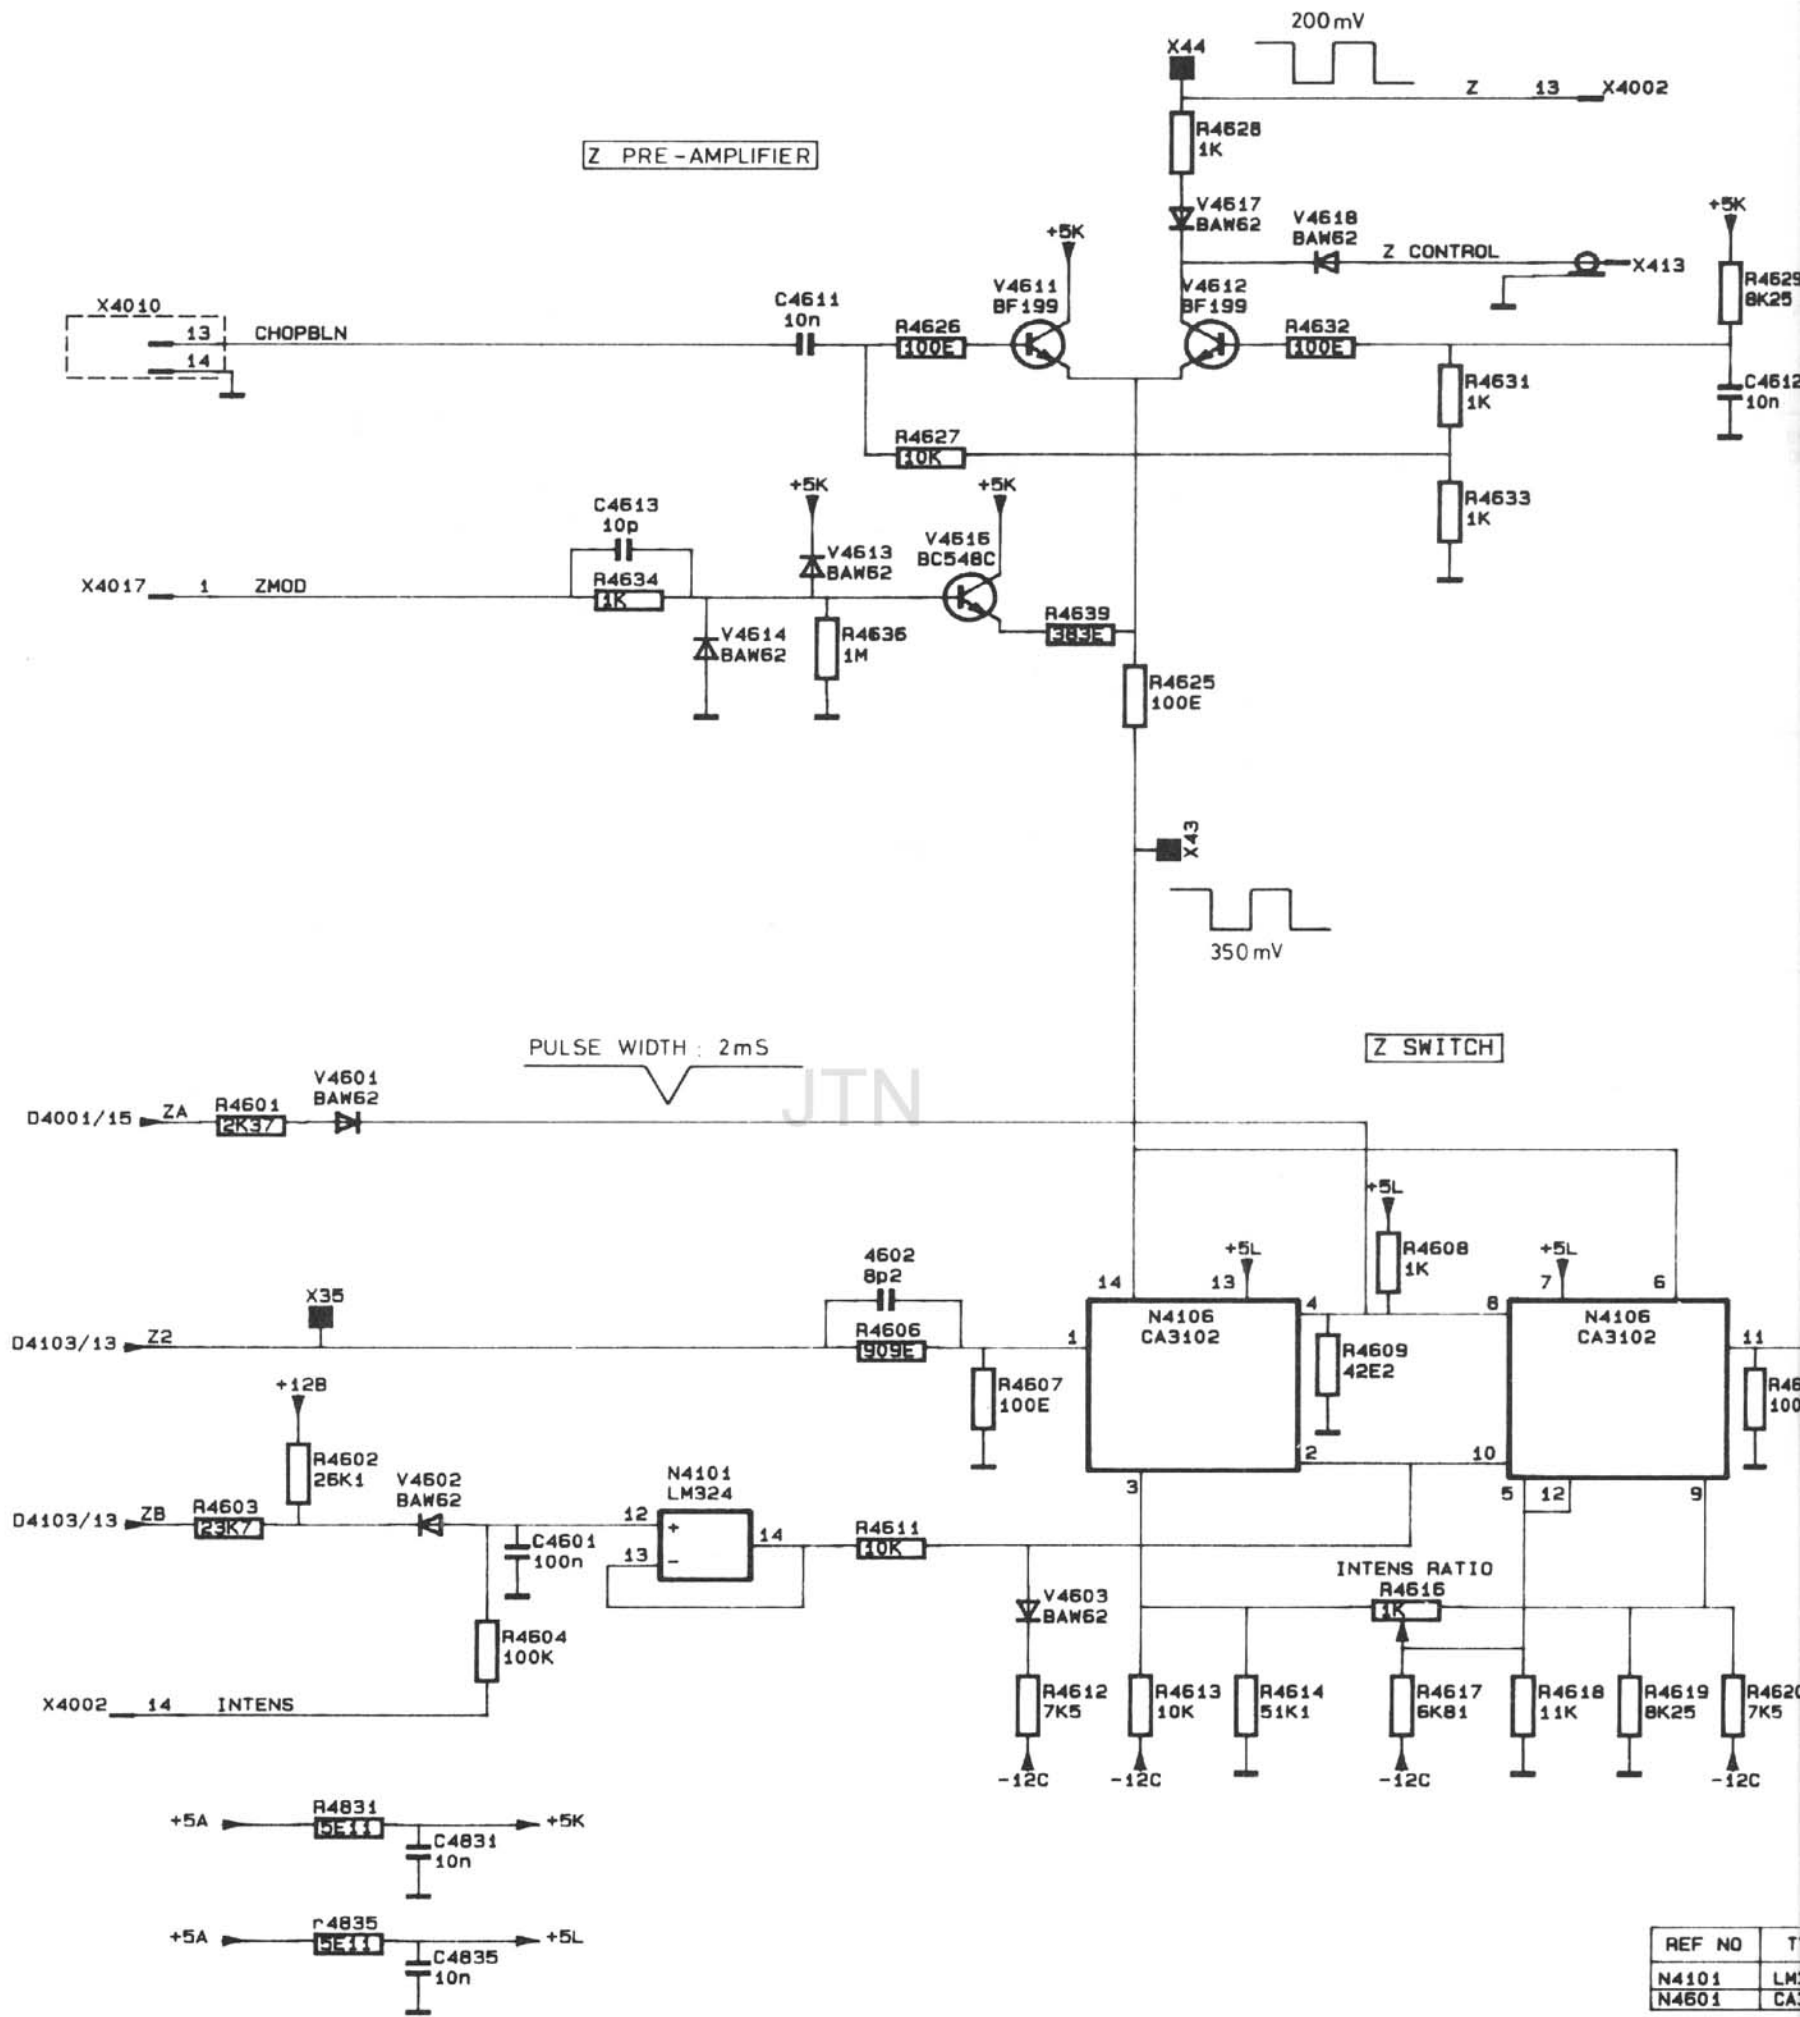 200mV
X44
Z 13 X4002
R4628
1K
Z PRE-AMPLIFIER
V4617
BAW62
V4618
BAW62
+5K
+5K
Z CONTROL
X413
R4629
8K25
X4010
13 CHOPBLN
14
C4611
10n
R4626
100E
V4611
BF199
V4612
BF199
R4632
100E
R4631
1K
C4612
10n
R4627
10K
R4633
1K
+5K
+5K
C4613
10p
V4613
BAW62
V4616
BC548C
X4017 1 ZMOD
R4634
1K
V4614
BAW62
R4636
1M
R4639
383E
R4625
100E
X43
350mV
PULSE WIDTH : 2mS
Z SWITCH
JTN
V4601
BAW62
D4001/15 ZA
R4601
2K37
+5L
R4608
1K
4602
8p2
14 13 +5L
7 +5L 6
X35
D4103/13 Z2
R4606
909E
1
N4106
CA3102
4
8
N4106
CA3102
11
R4609
42E2
R4607
100E
R46
100
2
10
3
5 12 9
+12B
R4602
26K1
V4602
BAW62
N4101
LM324
D4103/13 ZB
R4603
23K7
C4601
100n
12 +
13 -
14
R4611
10K
INTENS RATIO
R4616
1K
V4603
BAW62
R4604
100K
X4002 14 INTENS
R4612
7K5
R4613
10K
R4614
51K1
R4617
6K81
R4618
11K
R4619
8K25
R4620
7K5
-12C
-12C
-12C
-12C
+5A
R4831
5E11
+5K
C4831
10n
+5A
r4835
5E11
+5L
C4835
10n
REF NO T
N4101 LM
N4601 CA